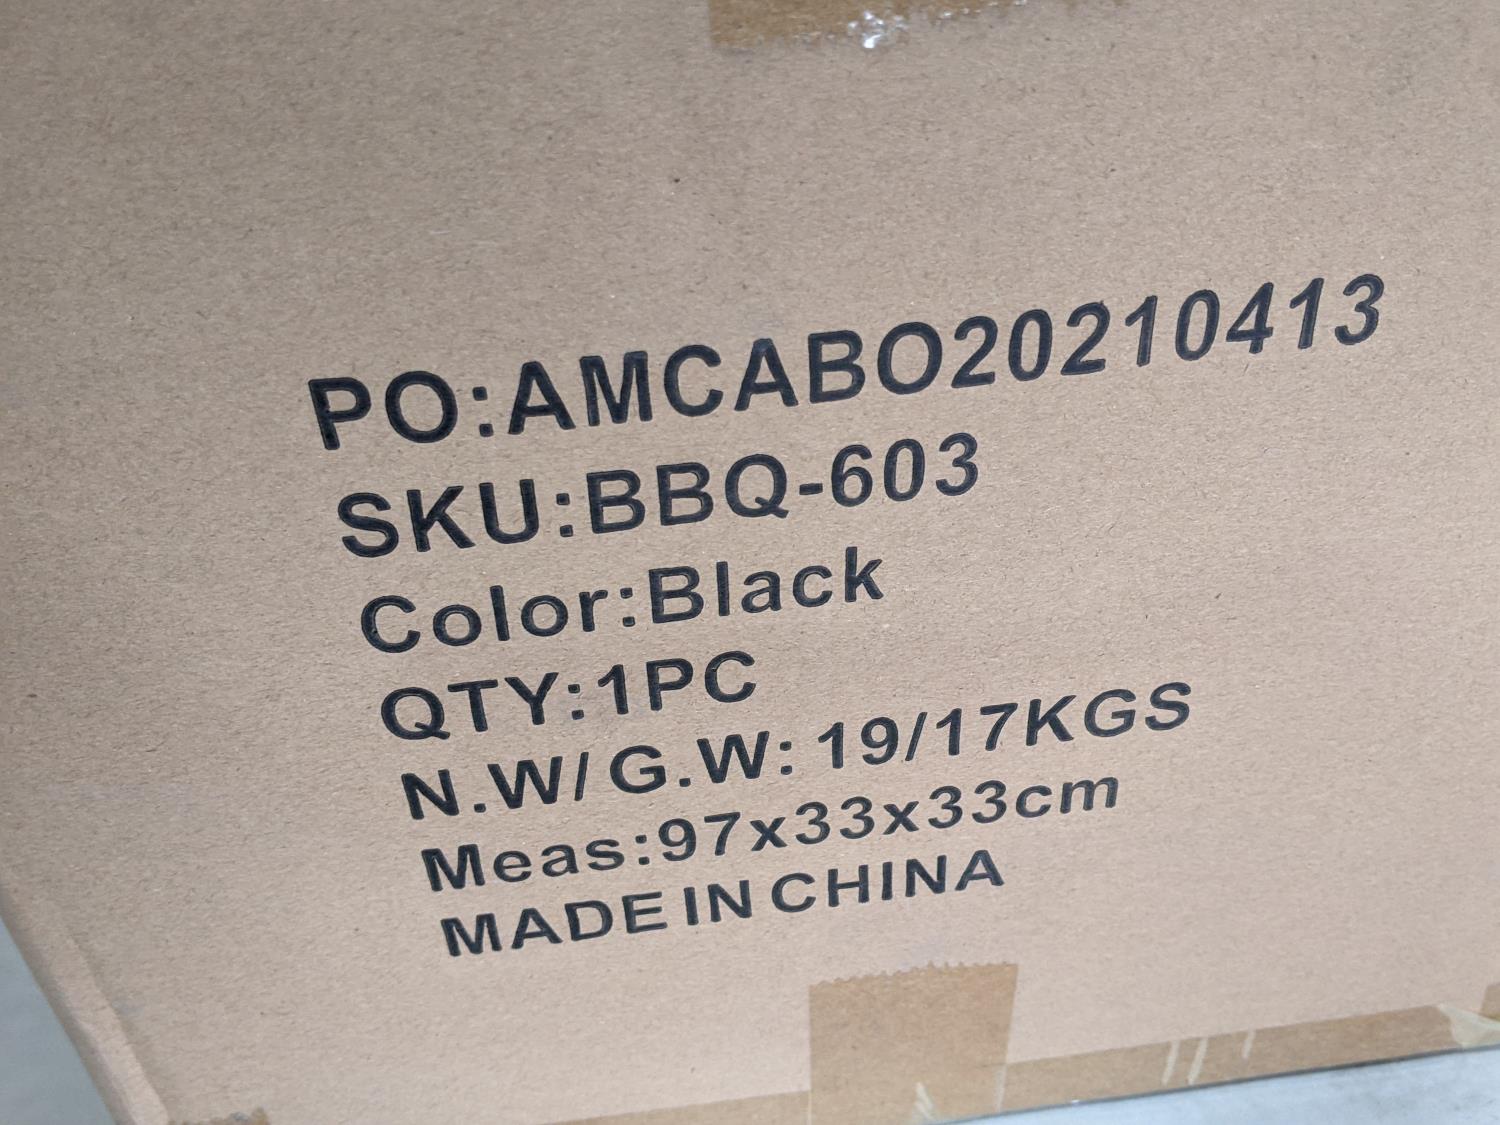 PO:AMCABO20210413
SKU:BBQ-603
Color:Black
QTY:1PC
N.W/G.W: 19/17KGS
Meas:97x33x33cm
MADE IN CHINA